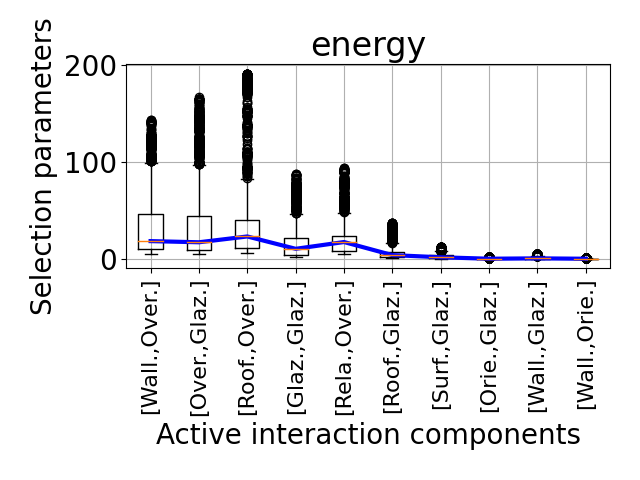 energy
Selection parameters
200
100
0
[Wall.,Over.]
[Over.,Glaz.]
[Roof.,Over.]
[Glaz.,Glaz.]
[Rela.,Over.]
[Roof.,Glaz.]
[Surf.,Glaz.]
[Orie.,Glaz.]
[Wall.,Glaz.]
[Wall.,Orie.]
Active interaction components